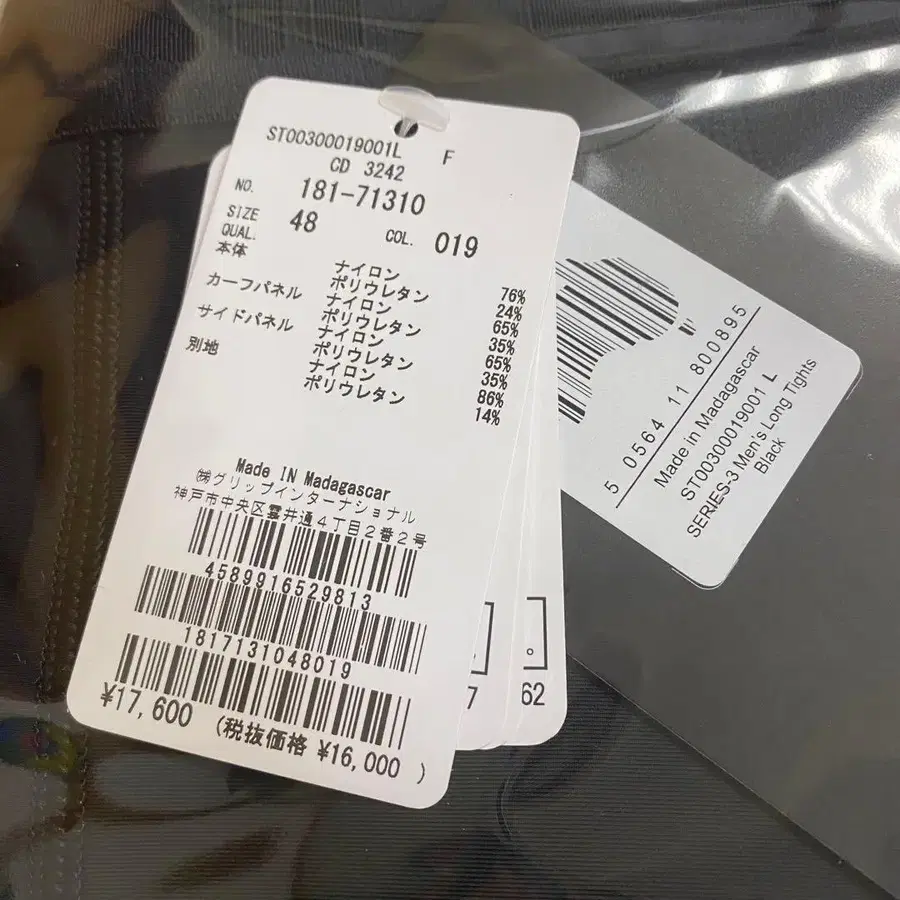 ST00300019001L F
CD 3242
NO. 181-71310
SIZE 48 COL. 019
QUAL.
本体 ナイロン 76%
ポリウレタン 24%
カーフパネル ナイロン 65%
ポリウレタン 35%
サイドパネル ナイロン 65%
ポリウレタン 35%
別地 ナイロン 86%
ポリウレタン 14%
Made IN Madagascar
㈱グリップインターナショナル
神戸市中央区雲井通4丁目2番2号
4589916529813
1817131048019
¥17,600 (税抜価格 ¥16,000 )
7
62
5 0564 11 800895
Made in Madagascar
ST00300019001 L
SERIES-3 Men's Long Tights
Black